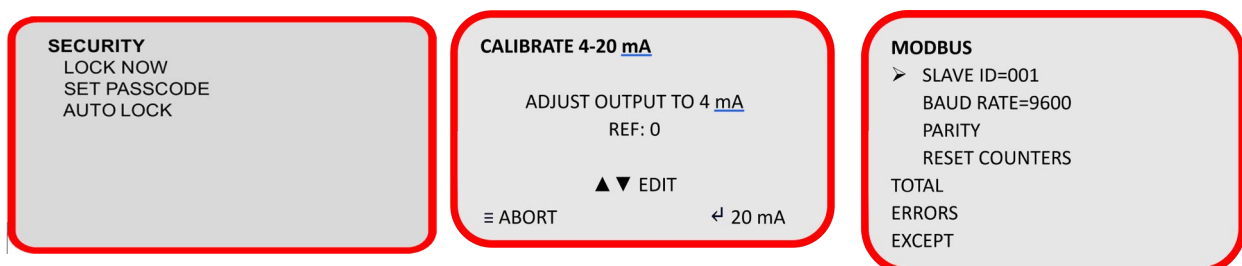 SECURITY
LOCK NOW
SET PASSCODE
AUTO LOCK
CALIBRATE 4-20 mA
ADJUST OUTPUT TO 4 mA
REF: 0
▲▼ EDIT
≡ ABORT ↵ 20 mA
MODBUS
➢ SLAVE ID=001
BAUD RATE=9600
PARITY
RESET COUNTERS
TOTAL
ERRORS
EXCEPT